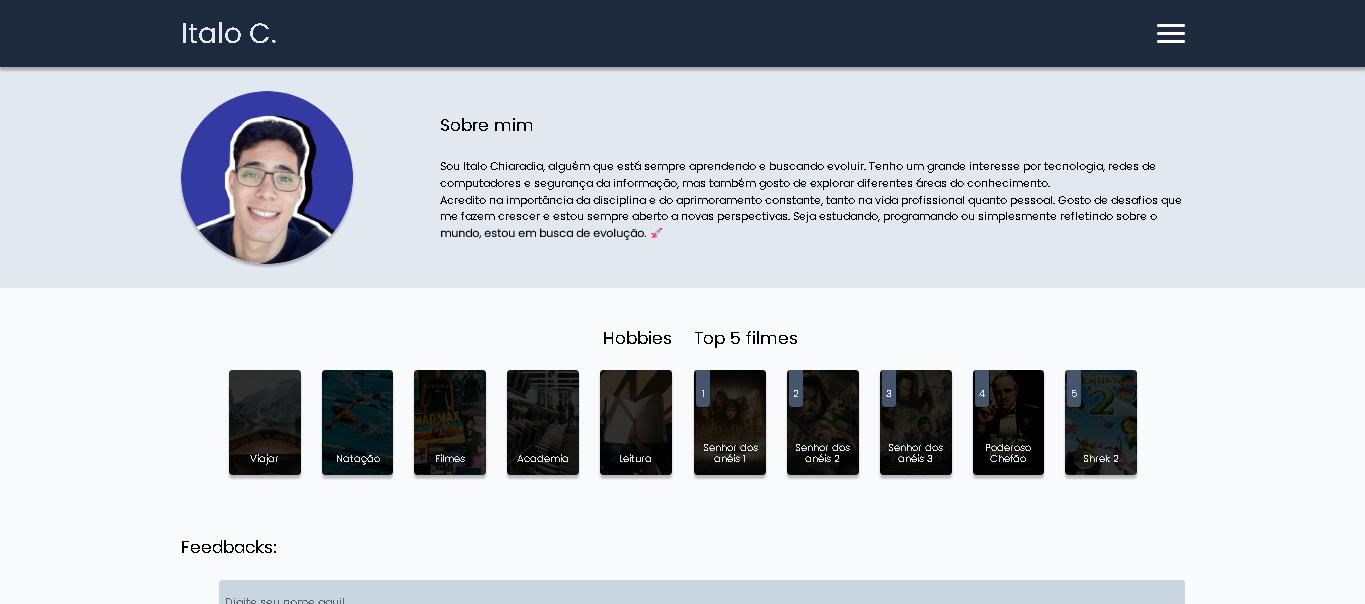 Italo C.
Sobre mim
Sou Italo Chiaradia, alguém que está sempre aprendendo e buscando evoluir. Tenho um grande interesse por tecnologia, redes de
computadores e segurança da informação, mas também gosto de explorar diferentes áreas do conhecimento.
Acredito na importância da disciplina e do aprimoramento constante, tanto na vida profissional quanto pessoal. Gosto de desafios que
me fazem crescer e estou sempre aberto a novas perspectivas. Seja estudando, programando ou simplesmente refletindo sobre o
mundo, estou em busca de evolução. 🚀
Hobbies
Viajar
Natação
MAD MAX
Filmes
Academia
Leitura
Top 5 filmes
1
Senhor dos
anéis 1
2
Senhor dos
anéis 2
3
Senhor dos
anéis 3
4
Poderoso
Chefão
5
Shrek 2
Feedbacks:
Digite seu nome aqui!